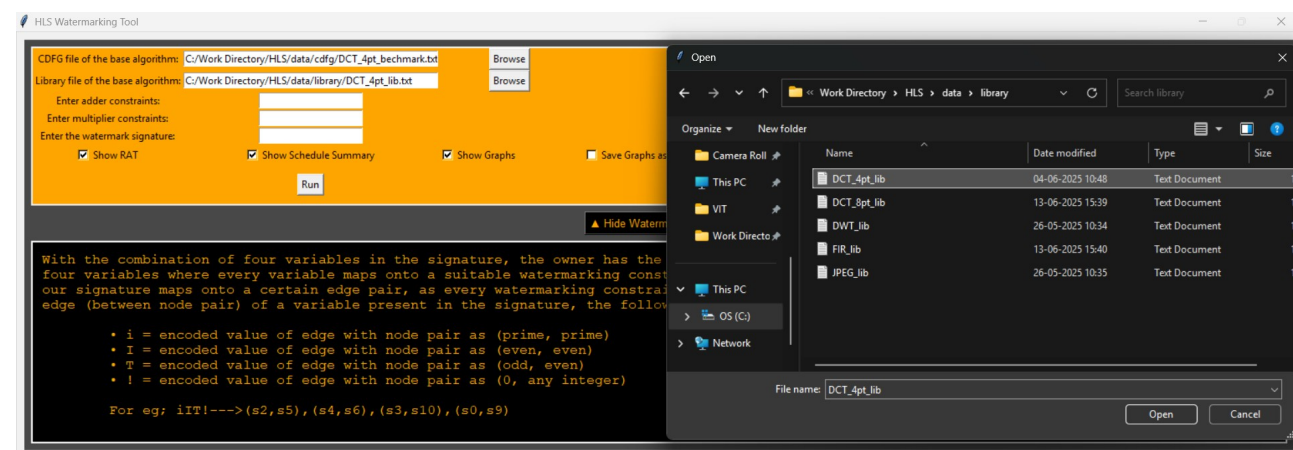 HLS Watermarking Tool
CDFG file of the base algorithm: C:/Work Directory/HLS/data/cdfg/DCT_4pt_bechmark.txt Browse
Library file of the base algorithm: C:/Work Directory/HLS/data/library/DCT_4pt_lib.txt Browse
Enter adder constraints:
Enter multiplier constraints:
Enter the watermark signature:
Show RAT Show Schedule Summary Show Graphs Save Graphs as
Run
▲ Hide Waterm
With the combination of four variables in the signature, the owner has the
four variables where every variable maps onto a suitable watermarking const
our signature maps onto a certain edge pair, as every watermarking constrai
edge (between node pair) of a variable present in the signature, the follow
• i = encoded value of edge with node pair as (prime, prime)
• I = encoded value of edge with node pair as (even, even)
• T = encoded value of edge with node pair as (odd, even)
• ! = encoded value of edge with node pair as (0, any integer)
For eg; iIT!--->(s2,s5),(s4,s6),(s3,s10),(s0,s9)
Open
« Work Directory › HLS › data › library Search library
Organize New folder
Camera Roll
This PC
VIT
Work Directo
This PC
OS (C:)
Network
Name Date modified Type Size
DCT_4pt_lib 04-06-2025 10:48 Text Document
DCT_8pt_lib 13-06-2025 15:39 Text Document
DWT_lib 26-05-2025 10:34 Text Document
FIR_lib 13-06-2025 15:40 Text Document
JPEG_lib 26-05-2025 10:35 Text Document
File name: DCT_4pt_lib
Open Cancel